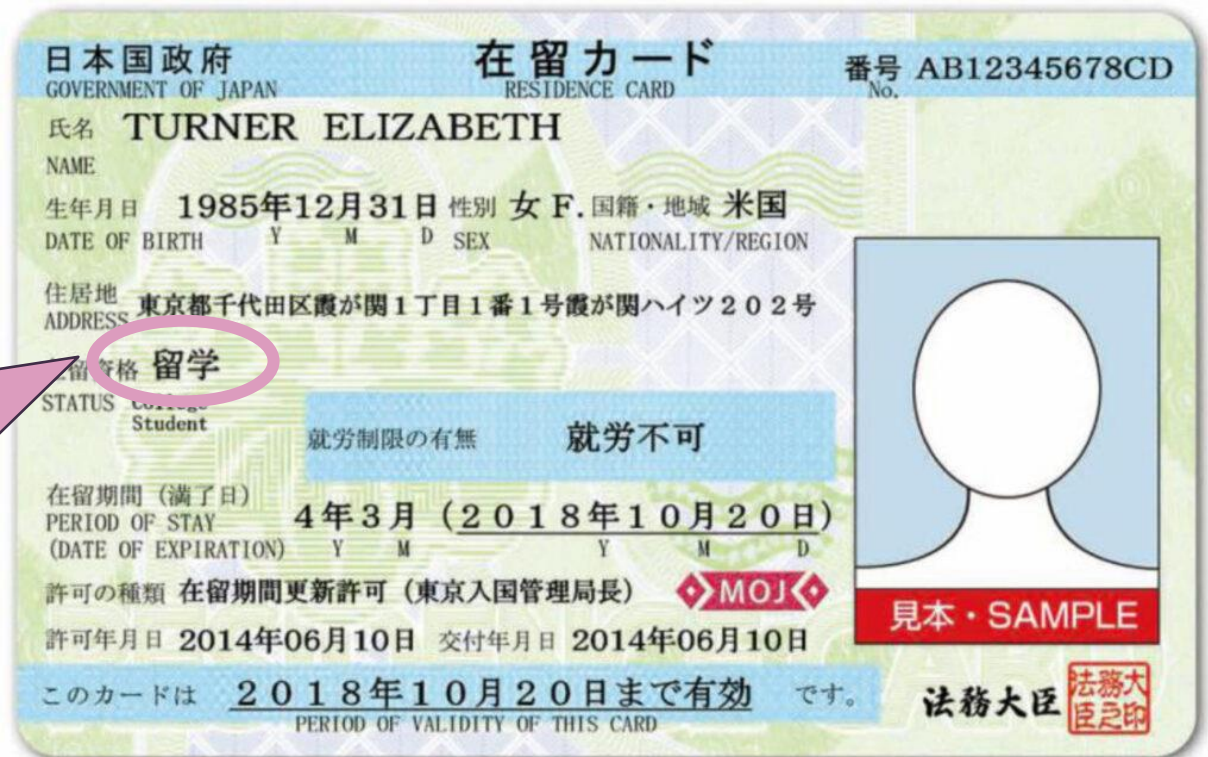 日本国政府 在留カード 番号 AB12345678CD
GOVERNMENT OF JAPAN RESIDENCE CARD No.
氏名 TURNER ELIZABETH
NAME
生年月日 1985年12月31日 性別 女 F. 国籍・地域 米国
DATE OF BIRTH Y M D SEX NATIONALITY/REGION
住居地 東京都千代田区霞が関1丁目1番1号霞が関ハイツ202号
ADDRESS
資格 留学
STATUS College
Student
就労制限の有無 就労不可
在留期間(満了日)
PERIOD OF STAY 4年3月(2018年10月20日)
(DATE OF EXPIRATION) Y M Y M D
許可の種類 在留期間更新許可(東京入国管理局長) MOJ
見本・SAMPLE
許可年月日 2014年06月10日 交付年月日 2014年06月10日
このカードは 2018年10月20日まで有効 です。
PERIOD OF VALIDITY OF THIS CARD
法務大臣 法務大臣之印